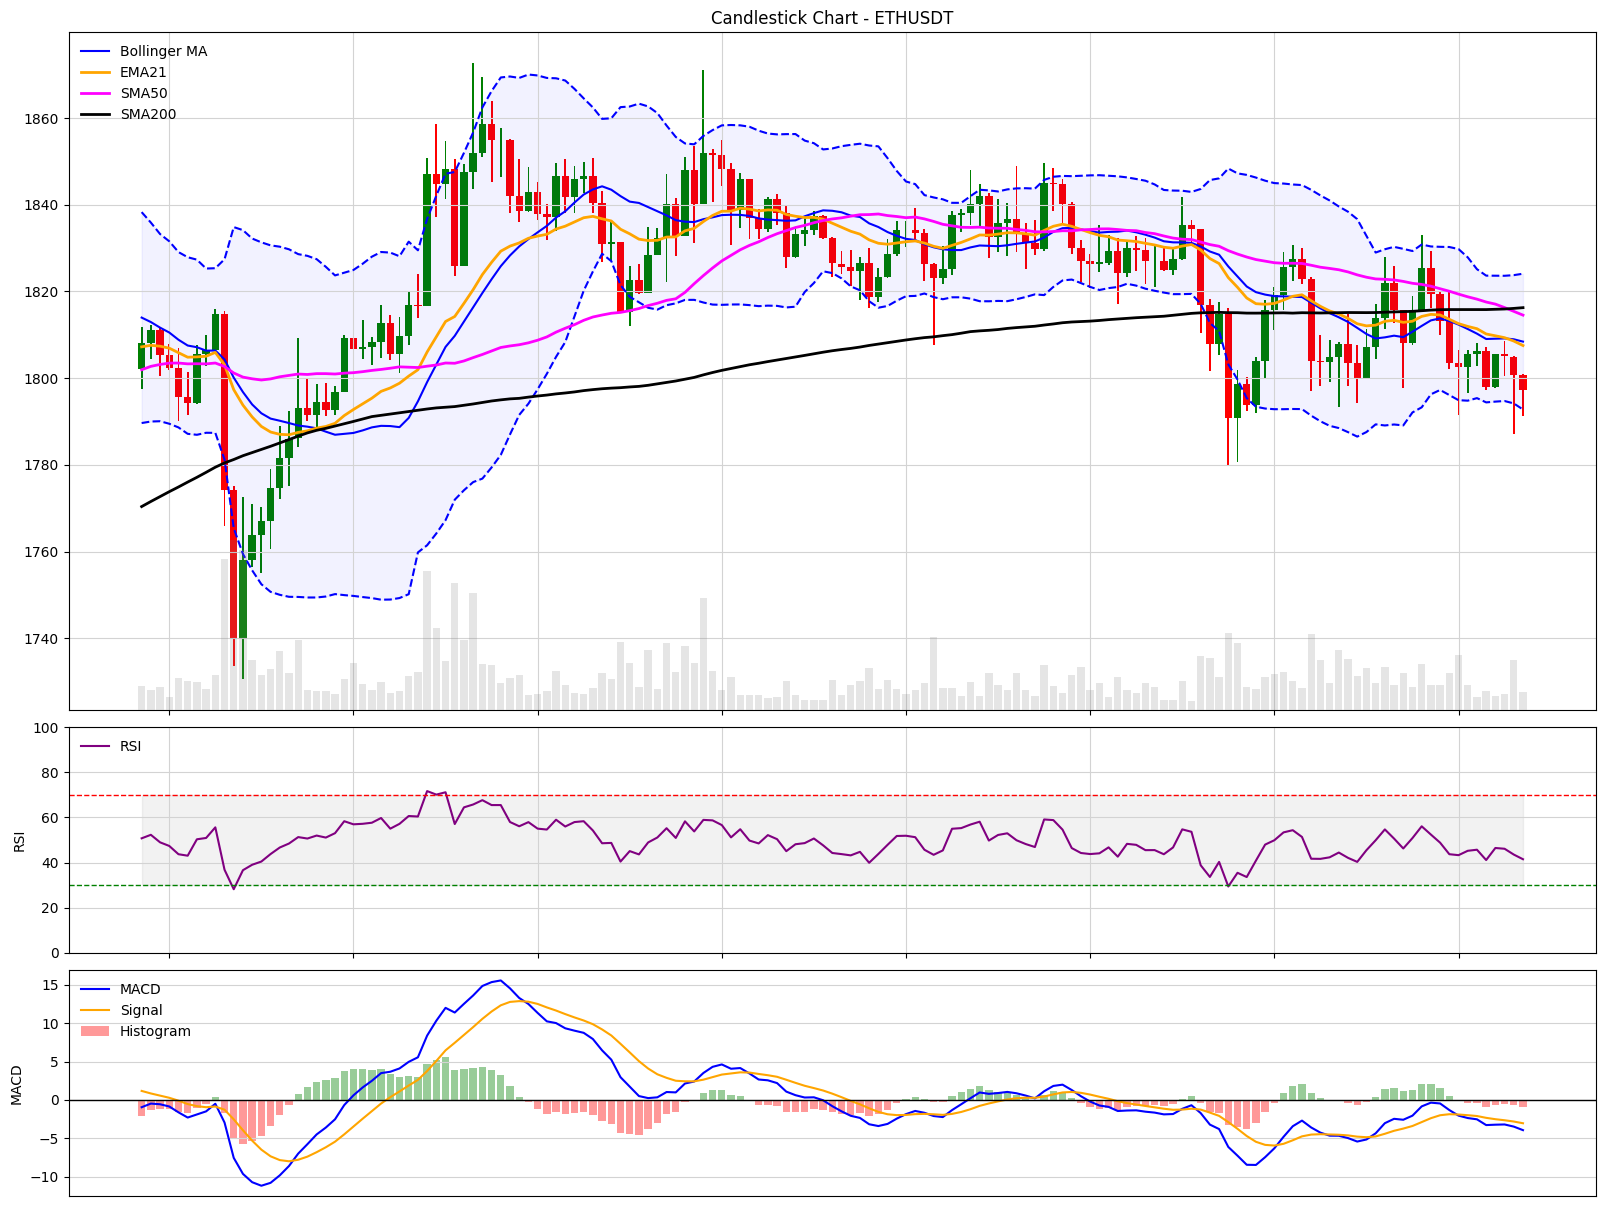 Candlestick Chart - ETHUSDT
Bollinger MA
EMA21
SMA50
SMA200
1860
1840
1820
1800
1780
1760
1740
100
80
60
40
20
0
RSI
RSI
15
10
5
0
−5
−10
MACD
MACD
Signal
Histogram